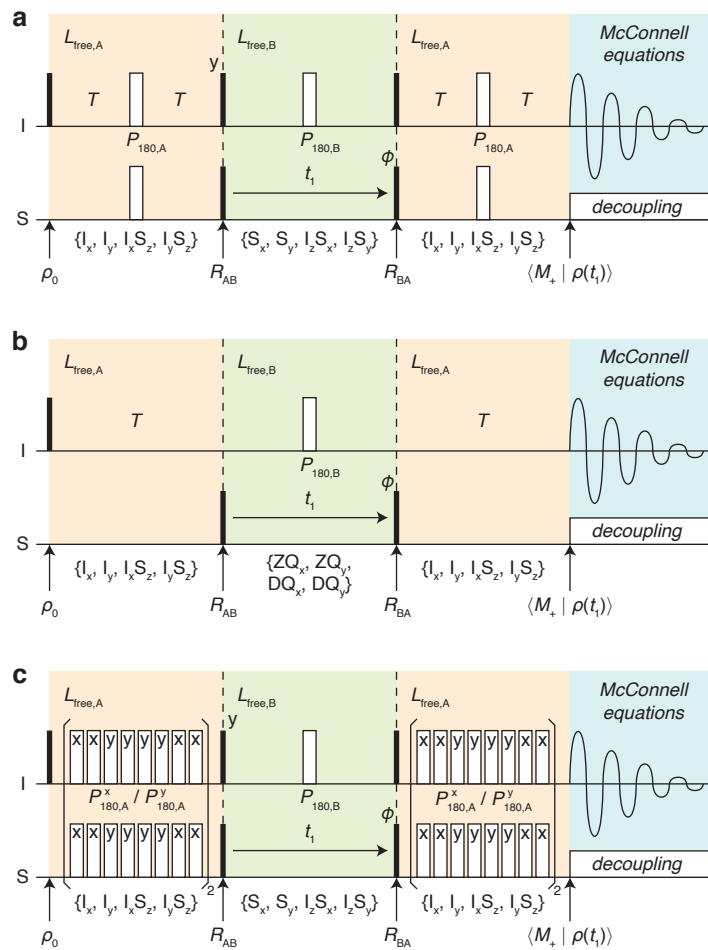 a
L_free,A
L_free,B
McConnell
equations
y
T T T T
I
P_180,A P_180,B P_180,A
ϕ
t_1
S
decoupling
{I_x, I_y, I_xS_z, I_yS_z} {S_x, S_y, I_zS_x, I_zS_y} {I_x, I_y, I_xS_z, I_yS_z}
ρ_0 R_AB R_BA ⟨M_+ | ρ(t_1)⟩
b
L_free,A L_free,B L_free,A
McConnell
equations
T T
I
P_180,B
ϕ
t_1
S
decoupling
{I_x, I_y, I_xS_z, I_yS_z} {ZQ_x, ZQ_y, {I_x, I_y, I_xS_z, I_yS_z}
DQ_x, DQ_y}
ρ_0 R_AB R_BA ⟨M_+ | ρ(t_1)⟩
c
L_free,A L_free,B L_free,A
McConnell
equations
y
x x y y y y x x x x y y y y x x
I
P^x_180,A / P^y_180,A P_180,B P^x_180,A / P^y_180,A
ϕ
t_1
x x y y y y x x x x y y y y x x
S
decoupling
2 2
{I_x, I_y, I_xS_z, I_yS_z} {S_x, S_y, I_zS_x, I_zS_y} {I_x, I_y, I_xS_z, I_yS_z}
ρ_0 R_AB R_BA ⟨M_+ | ρ(t_1)⟩